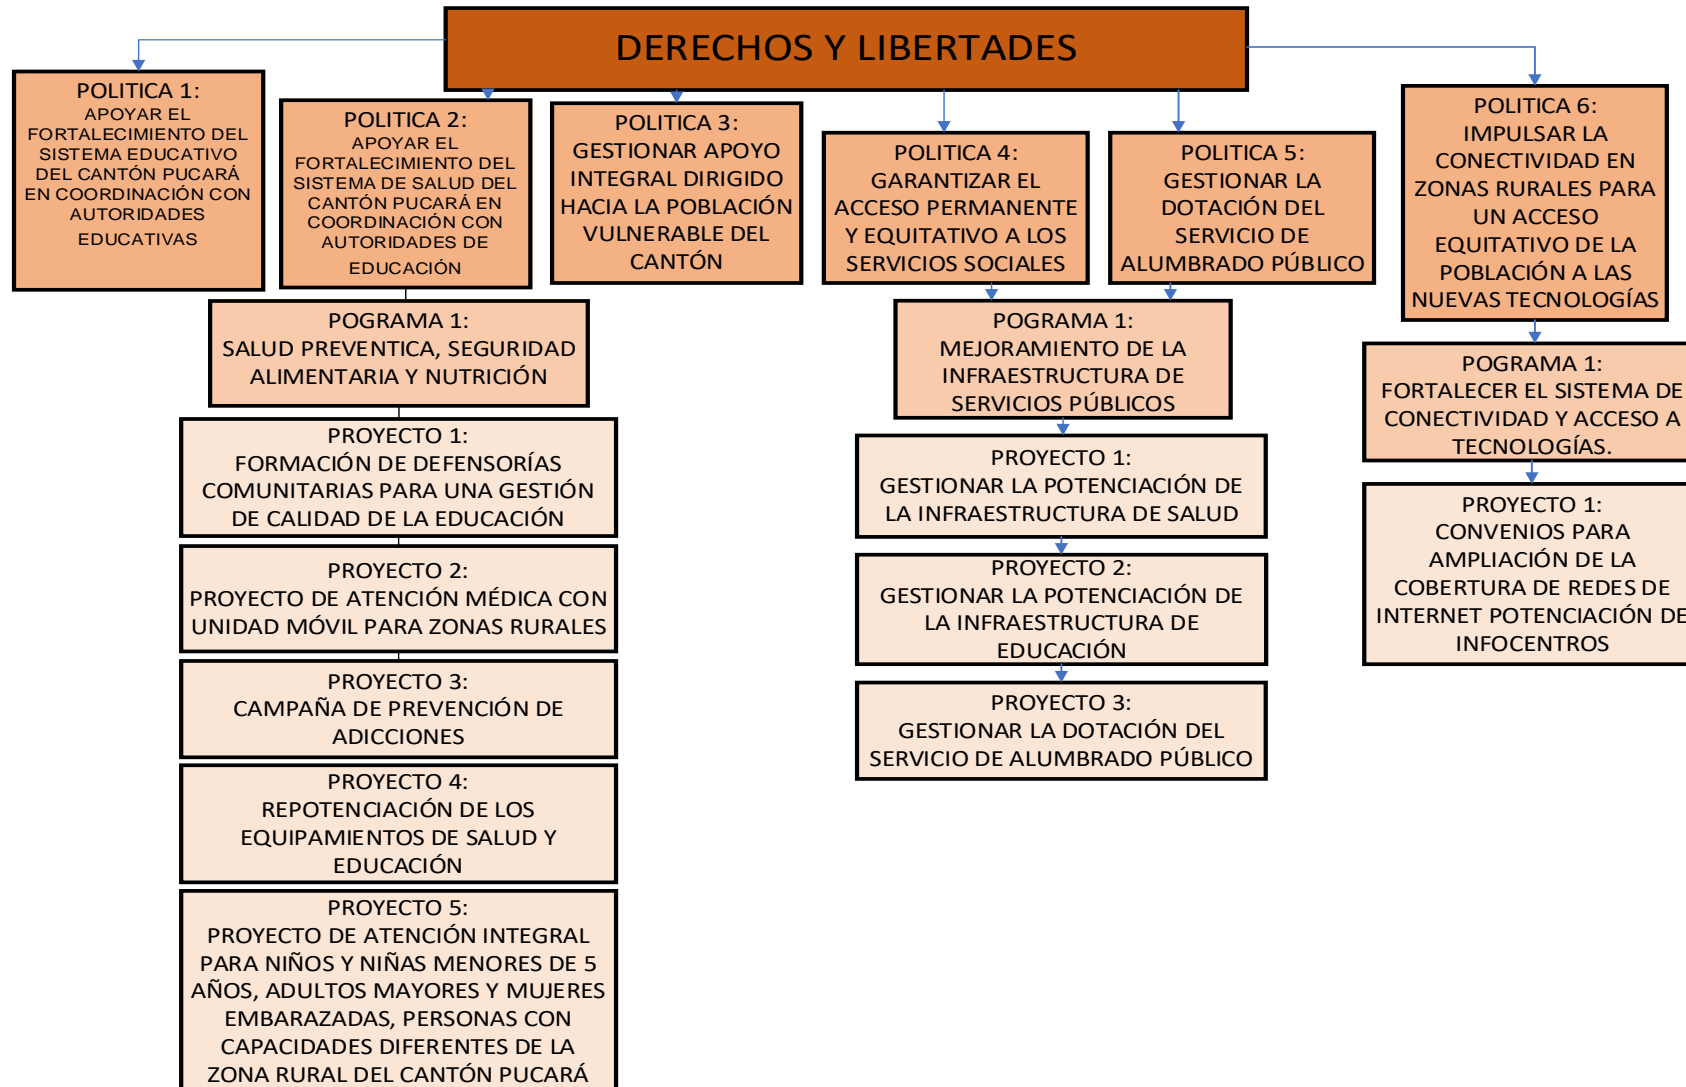 DERECHOS Y LIBERTADES
POLITICA 1:
APOYAR EL
FORTALECIMIENTO DEL
SISTEMA EDUCATIVO
DEL CANTÓN PUCARÁ
EN COORDINACIÓN CON
AUTORIDADES
EDUCATIVAS
POLITICA 2:
APOYAR EL
FORTALECIMIENTO DEL
SISTEMA DE SALUD DEL
CANTÓN PUCARÁ EN
COORDINACIÓN CON
AUTORIDADES DE
EDUCACIÓN
POLITICA 3:
GESTIONAR APOYO
INTEGRAL DIRIGIDO
HACIA LA POBLACIÓN
VULNERABLE DEL
CANTÓN
POLITICA 4:
GARANTIZAR EL
ACCESO PERMANENTE
Y EQUITATIVO A LOS
SERVICIOS SOCIALES
POLITICA 5:
GESTIONAR LA
DOTACIÓN DEL
SERVICIO DE
ALUMBRADO PÚBLICO
POLITICA 6:
IMPULSAR LA
CONECTIVIDAD EN
ZONAS RURALES PARA
UN ACCESO
EQUITATIVO DE LA
POBLACIÓN A LAS
NUEVAS TECNOLOGÍAS
POGRAMA 1:
SALUD PREVENTICA, SEGURIDAD
ALIMENTARIA Y NUTRICIÓN
PROYECTO 1:
FORMACIÓN DE DEFENSORÍAS
COMUNITARIAS PARA UNA GESTIÓN
DE CALIDAD DE LA EDUCACIÓN
PROYECTO 2:
PROYECTO DE ATENCIÓN MÉDICA CON
UNIDAD MÓVIL PARA ZONAS RURALES
PROYECTO 3:
CAMPAÑA DE PREVENCIÓN DE
ADICCIONES
PROYECTO 4:
REPOTENCIACIÓN DE LOS
EQUIPAMIENTOS DE SALUD Y
EDUCACIÓN
PROYECTO 5:
PROYECTO DE ATENCIÓN INTEGRAL
PARA NIÑOS Y NIÑAS MENORES DE 5
AÑOS, ADULTOS MAYORES Y MUJERES
EMBARAZADAS, PERSONAS CON
CAPACIDADES DIFERENTES DE LA
ZONA RURAL DEL CANTÓN PUCARÁ
POGRAMA 1:
MEJORAMIENTO DE LA
INFRAESTRUCTURA DE
SERVICIOS PÚBLICOS
PROYECTO 1:
GESTIONAR LA POTENCIACIÓN DE
LA INFRAESTRUCTURA DE SALUD
PROYECTO 2:
GESTIONAR LA POTENCIACIÓN DE
LA INFRAESTRUCTURA DE
EDUCACIÓN
PROYECTO 3:
GESTIONAR LA DOTACIÓN DEL
SERVICIO DE ALUMBRADO PÚBLICO
POGRAMA 1:
FORTALECER EL SISTEMA DE
CONECTIVIDAD Y ACCESO A
TECNOLOGÍAS.
PROYECTO 1:
CONVENIOS PARA
AMPLIACIÓN DE LA
COBERTURA DE REDES DE
INTERNET POTENCIACIÓN DE
INFOCENTROS